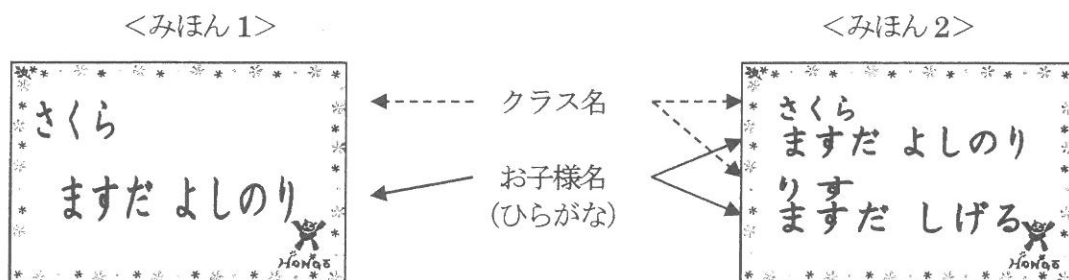 ＜みほん1＞
さくら
ますだ よしのり
HONGO
クラス名
お子様名
(ひらがな)
＜みほん2＞
さくら
ますだ よしのり
りす
ますだ しげる
HONGO